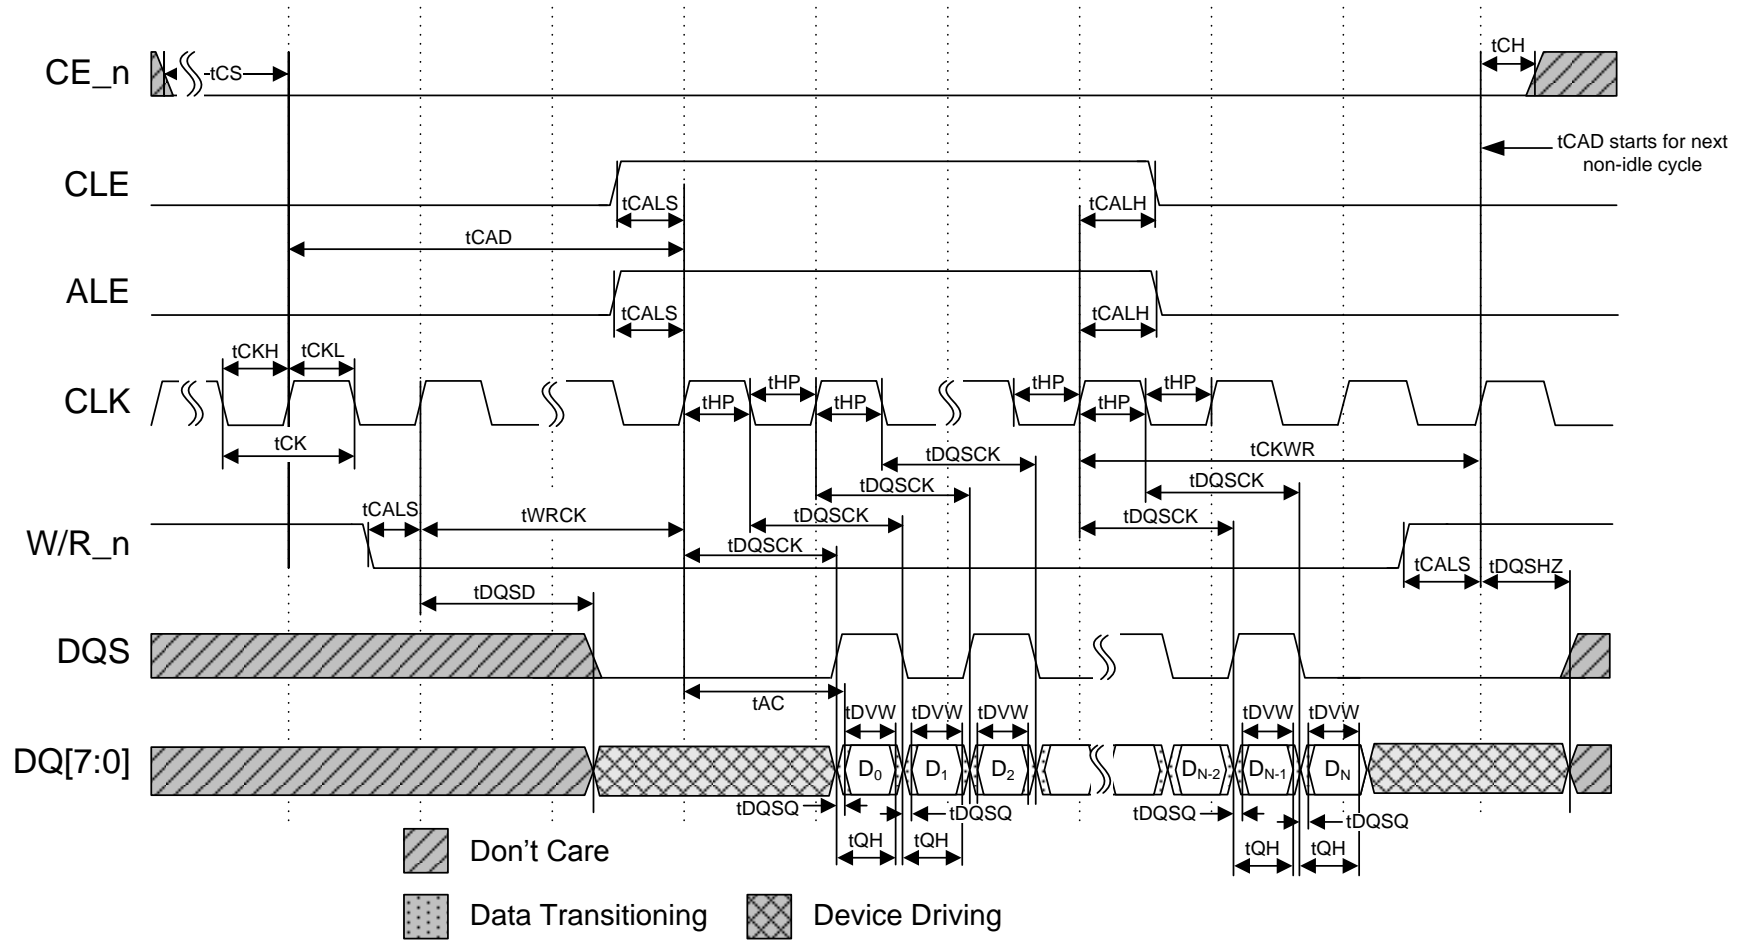 CE_n
tCS
tCH
tCAD starts for next
non-idle cycle
CLE
tCALS
tCALH
tCAD
ALE
tCALS
tCALH
tCKH
tCKL
CLK
tHP
tHP
tHP
tHP
tHP
tHP
tHP
tCK
tDQSCK
tCKWR
tDQSCK
tDQSCK
tCALS
tWRCK
tDQSCK
tDQSCK
W/R_n
tDQSCK
tCALS
tDQSHZ
tDQSD
DQS
tAC
tDVW
tDVW
tDVW
tDVW
tDVW
DQ[7:0]
D0
D1
D2
DN-2
DN-1
DN
tDQSQ
tDQSQ
tDQSQ
tDQSQ
tQH
tQH
tQH
tQH
Don't Care
Data Transitioning
Device Driving